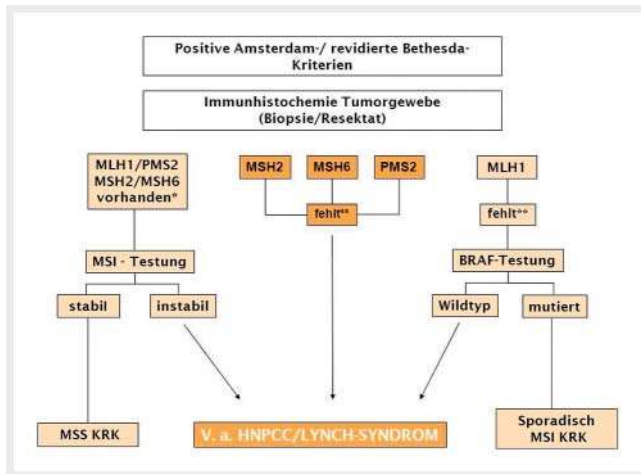 Positive Amsterdam-/ revidierte Bethesda-
Kriterien
Immunhistochemie Tumorgewebe
(Biopsie/Resektat)
MLH1/PMS2
MSH2/MSH6
vorhanden*
MSH2
MSH6
PMS2
MLH1
fehlt**
fehlt**
MSI - Testung
BRAF-Testung
stabil
instabil
Wildtyp
mutiert
MSS KRK
V. a. HNPCC/LYNCH-SYNDROM
Sporadisch
MSI KRK